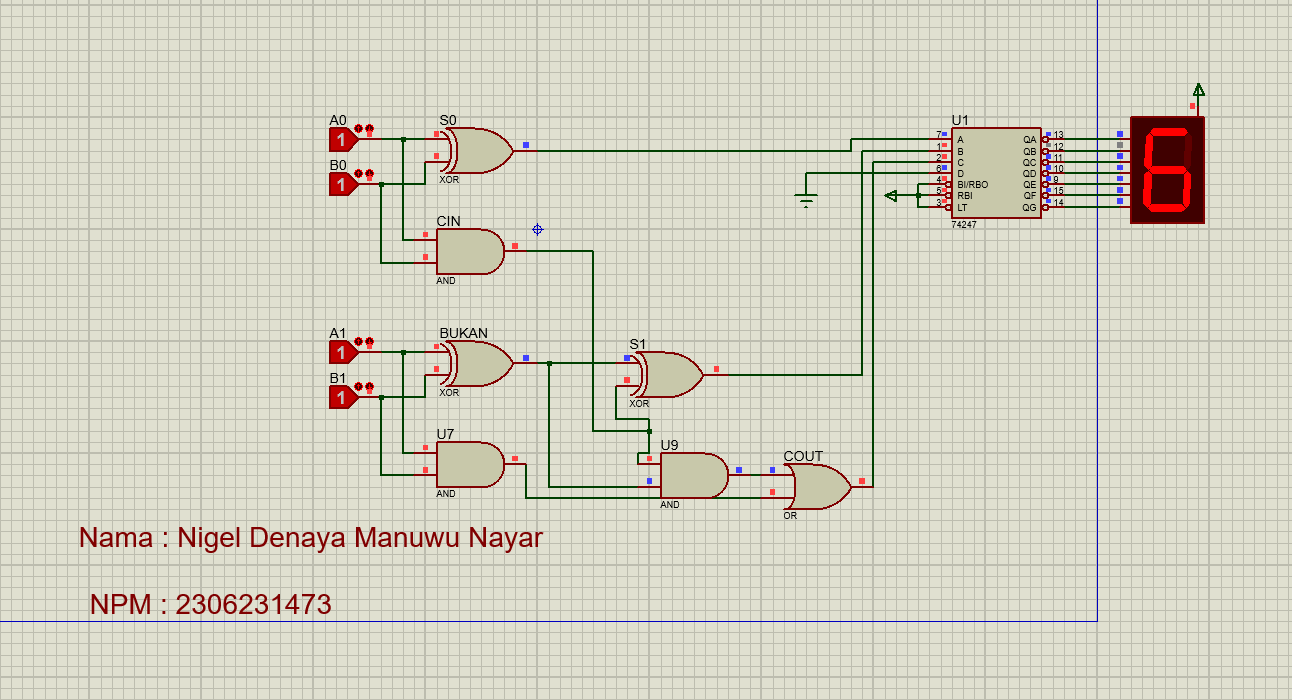 A0
1
B0
1
S0
XOR
CIN
AND
A1
1
B1
1
BUKAN
XOR
U7
AND
S1
XOR
U9
AND
COUT
OR
U1
7 A QA 13
1 B QB 12
2 C QC 11
6 D QD 10
4 BI/RBO QE 9
5 RBI QF 15
3 LT QG 14
74247
6
Nama : Nigel Denaya Manuwu Nayar
NPM : 2306231473